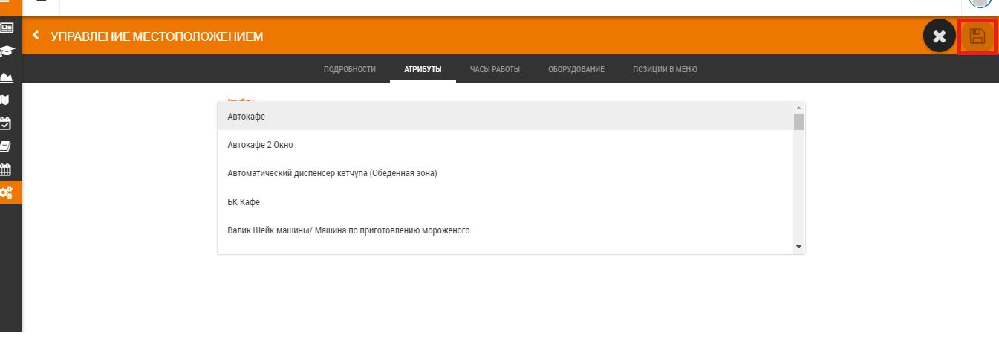 УПРАВЛЕНИЕ МЕСТОПОЛОЖЕНИЕМ
ПОДРОБНОСТИ АТРИБУТЫ ЧАСЫ РАБОТЫ ОБОРУДОВАНИЕ ПОЗИЦИИ В МЕНЮ
Автокафе
Автокафе 2 Окно
Автоматический диспенсер кетчупа (Обеденная зона)
БК Кафе
Валик Шейк машины/ Машина по приготовлению мороженого